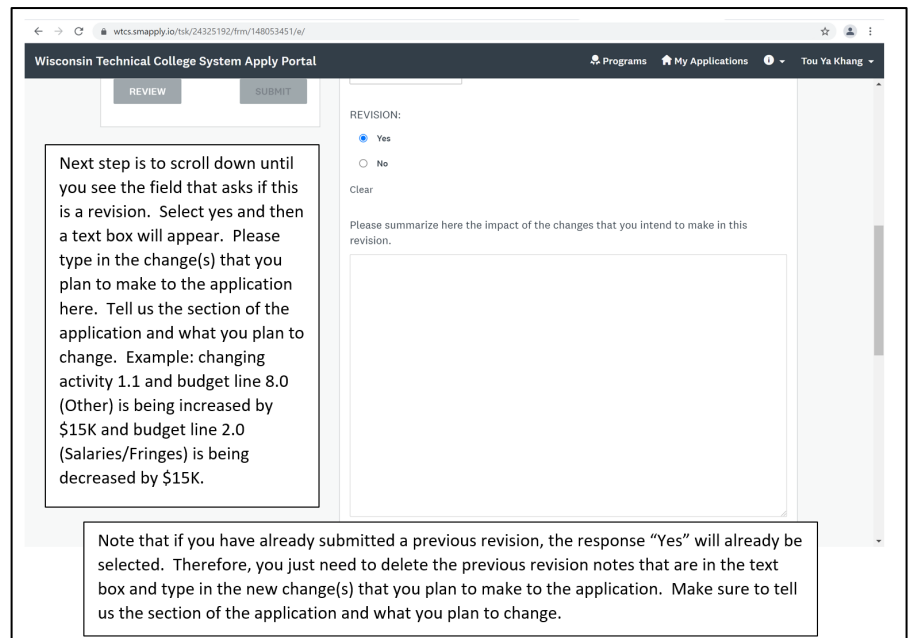 wtcs.smapply.io/tsk/24325192/frm/148053451/e/
Wisconsin Technical College System Apply Portal
Programs
My Applications
Tou Ya Khang
REVIEW
SUBMIT
REVISION:
Yes
No
Clear
Please summarize here the impact of the changes that you intend to make in this
revision.
Next step is to scroll down until
you see the field that asks if this
is a revision. Select yes and then
a text box will appear. Please
type in the change(s) that you
plan to make to the application
here. Tell us the section of the
application and what you plan to
change. Example: changing
activity 1.1 and budget line 8.0
(Other) is being increased by
$15K and budget line 2.0
(Salaries/Fringes) is being
decreased by $15K.
Note that if you have already submitted a previous revision, the response “Yes” will already be
selected. Therefore, you just need to delete the previous revision notes that are in the text
box and type in the new change(s) that you plan to make to the application. Make sure to tell
us the section of the application and what you plan to change.